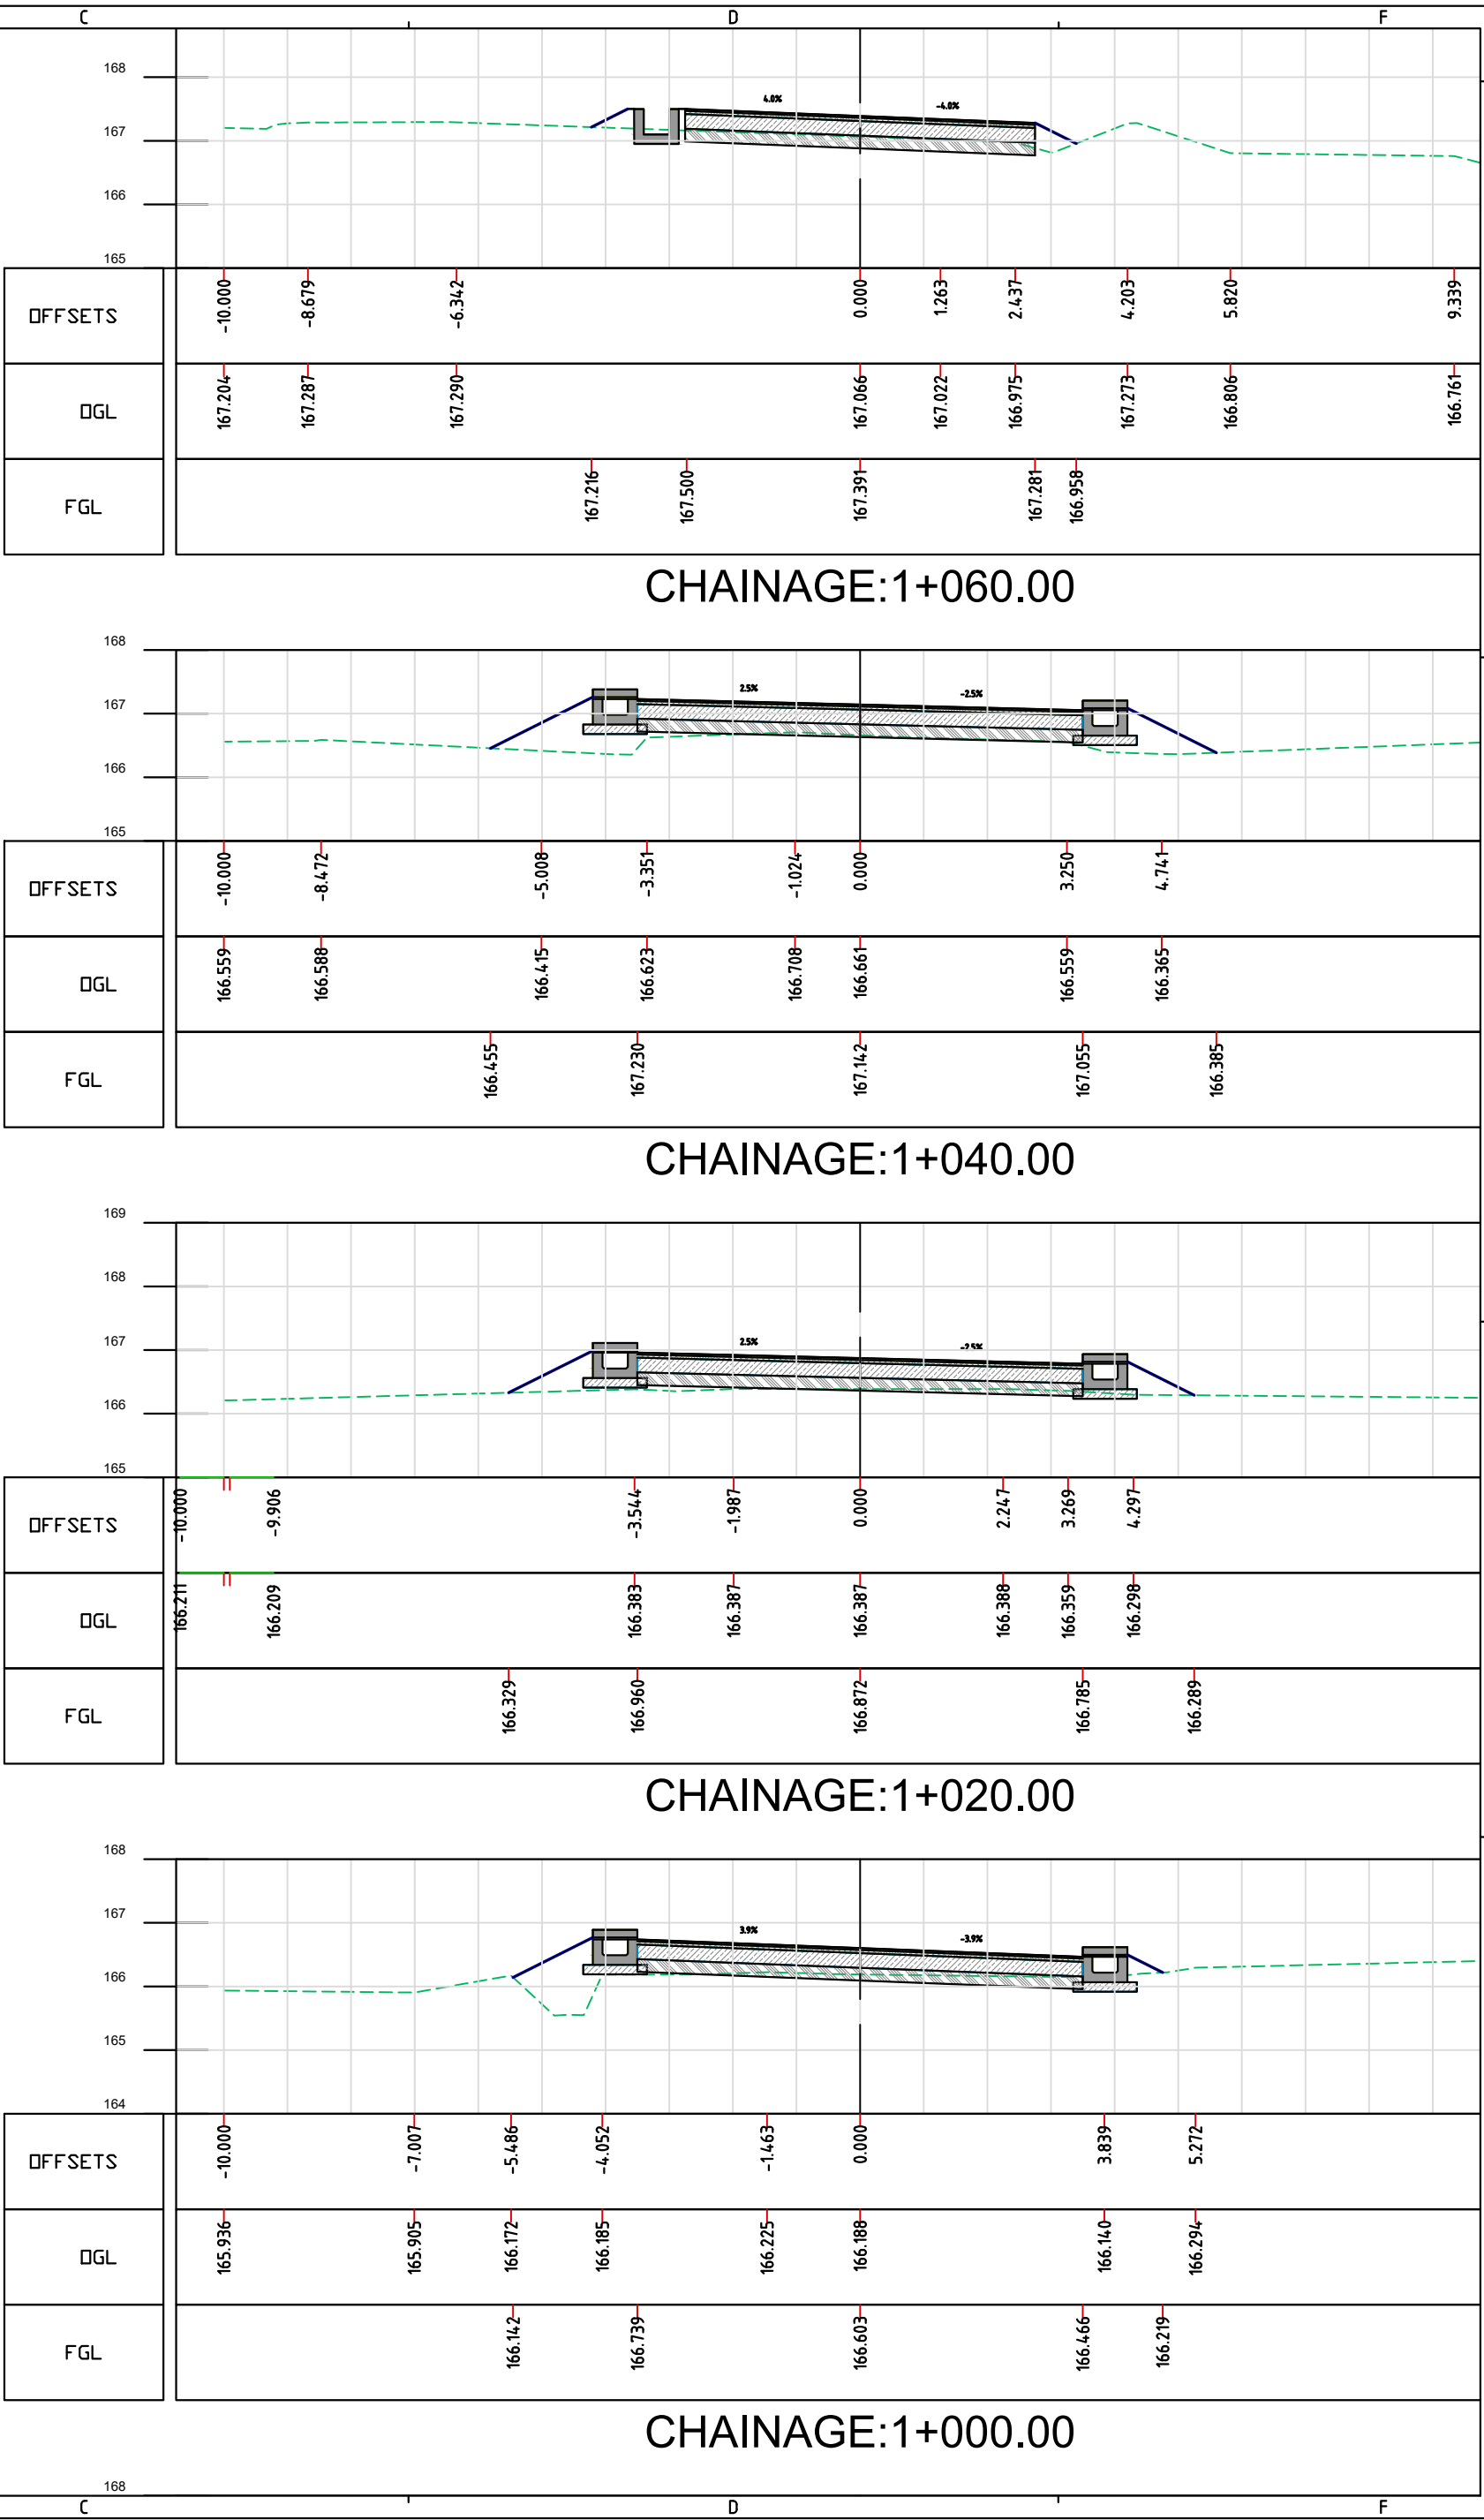 C D F
168
4.0% -4.0%
167
166
165
OFFSETS -10.000 -8.679 -6.342 0.000 1.263 2.437 4.203 5.820 9.339
OGL 167.204 167.287 167.290 167.066 167.022 166.975 167.273 166.806 166.761
FGL 167.216 167.500 167.391 167.281 166.958
CHAINAGE:1+060.00
168
2.5% -2.5%
167
166
165
OFFSETS -10.000 -8.472 -5.008 -3.351 -1.024 0.000 3.250 4.741
OGL 166.559 166.588 166.415 166.623 166.708 166.661 166.559 166.365
FGL 166.455 167.230 167.142 167.055 166.385
CHAINAGE:1+040.00
169
168
167
2.5% -2.5%
166
165
OFFSETS -10.000 -9.906 -3.544 -1.987 0.000 2.247 3.269 4.297
OGL 166.211 166.209 166.383 166.387 166.387 166.388 166.359 166.298
FGL 166.329 166.960 166.872 166.785 166.289
CHAINAGE:1+020.00
168
167
3.9% -3.9%
166
165
164
OFFSETS -10.000 -7.007 -5.486 -4.052 -1.463 0.000 3.839 5.272
OGL 165.936 165.905 166.172 166.185 166.225 166.188 166.140 166.294
FGL 166.142 166.739 166.603 166.466 166.219
CHAINAGE:1+000.00
168
C D F